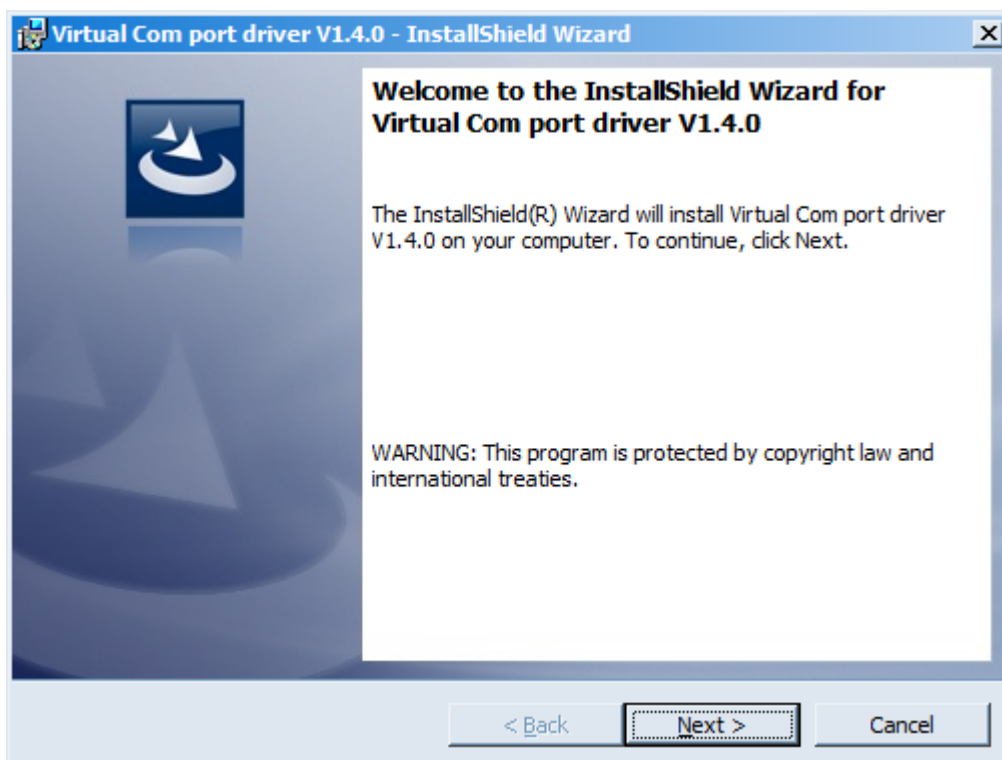 Virtual Com port driver V1.4.0 - InstallShield Wizard
Welcome to the InstallShield Wizard for
Virtual Com port driver V1.4.0
The InstallShield(R) Wizard will install Virtual Com port driver
V1.4.0 on your computer. To continue, click Next.
WARNING: This program is protected by copyright law and
international treaties.
< Back
Next >
Cancel